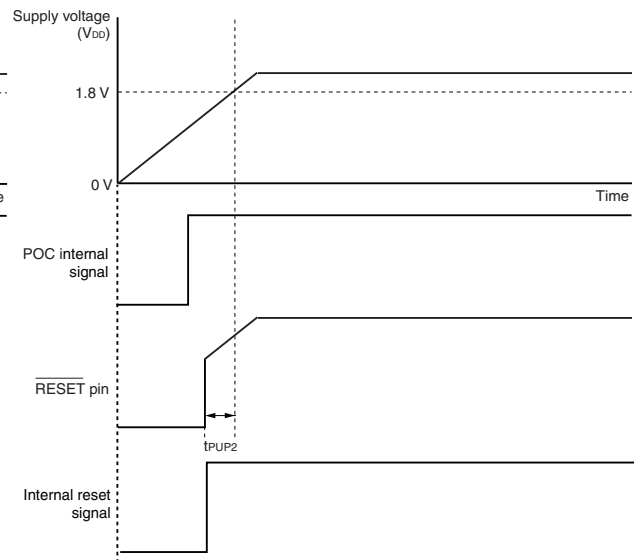 Supply voltage
(VDD)
1.8 V
0 V
e
Time
POC internal
signal
RESET pin
tPUP2
Internal reset
signal